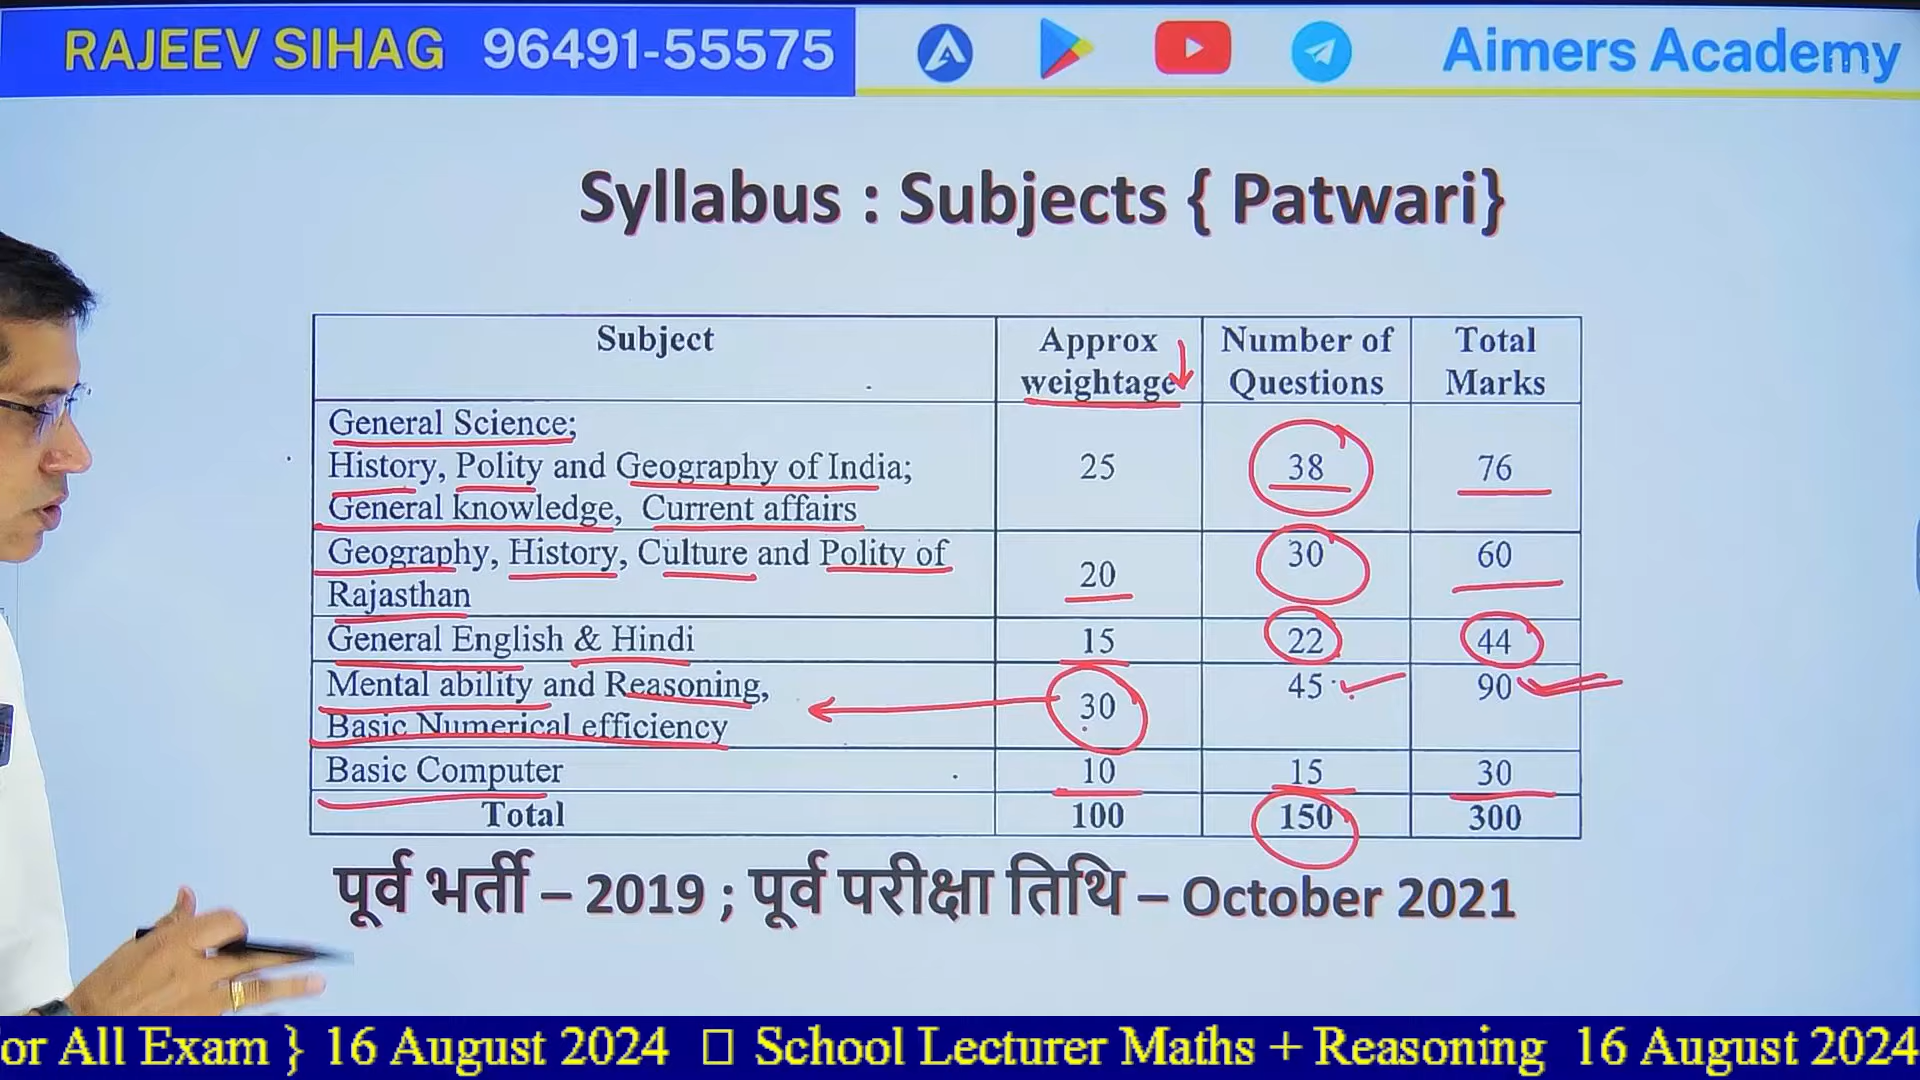 RAJEEV SIHAG 96491-55575 Aimers Academy
Syllabus : Subjects { Patwari}
Subject Approx weightage Number of Questions Total Marks
General Science;
History, Polity and Geography of India; 25 38 76
General knowledge, Current affairs
Geography, History, Culture and Polity of 20 30 60
Rajasthan
General English & Hindi 15 22 44
Mental ability and Reasoning, 30 45 90
Basic Numerical efficiency
Basic Computer 10 15 30
Total 100 150 300
पूर्व भर्ती – 2019 ; पूर्व परीक्षा तिथि – October 2021
or All Exam } 16 August 2024 School Lecturer Maths + Reasoning 16 August 2024